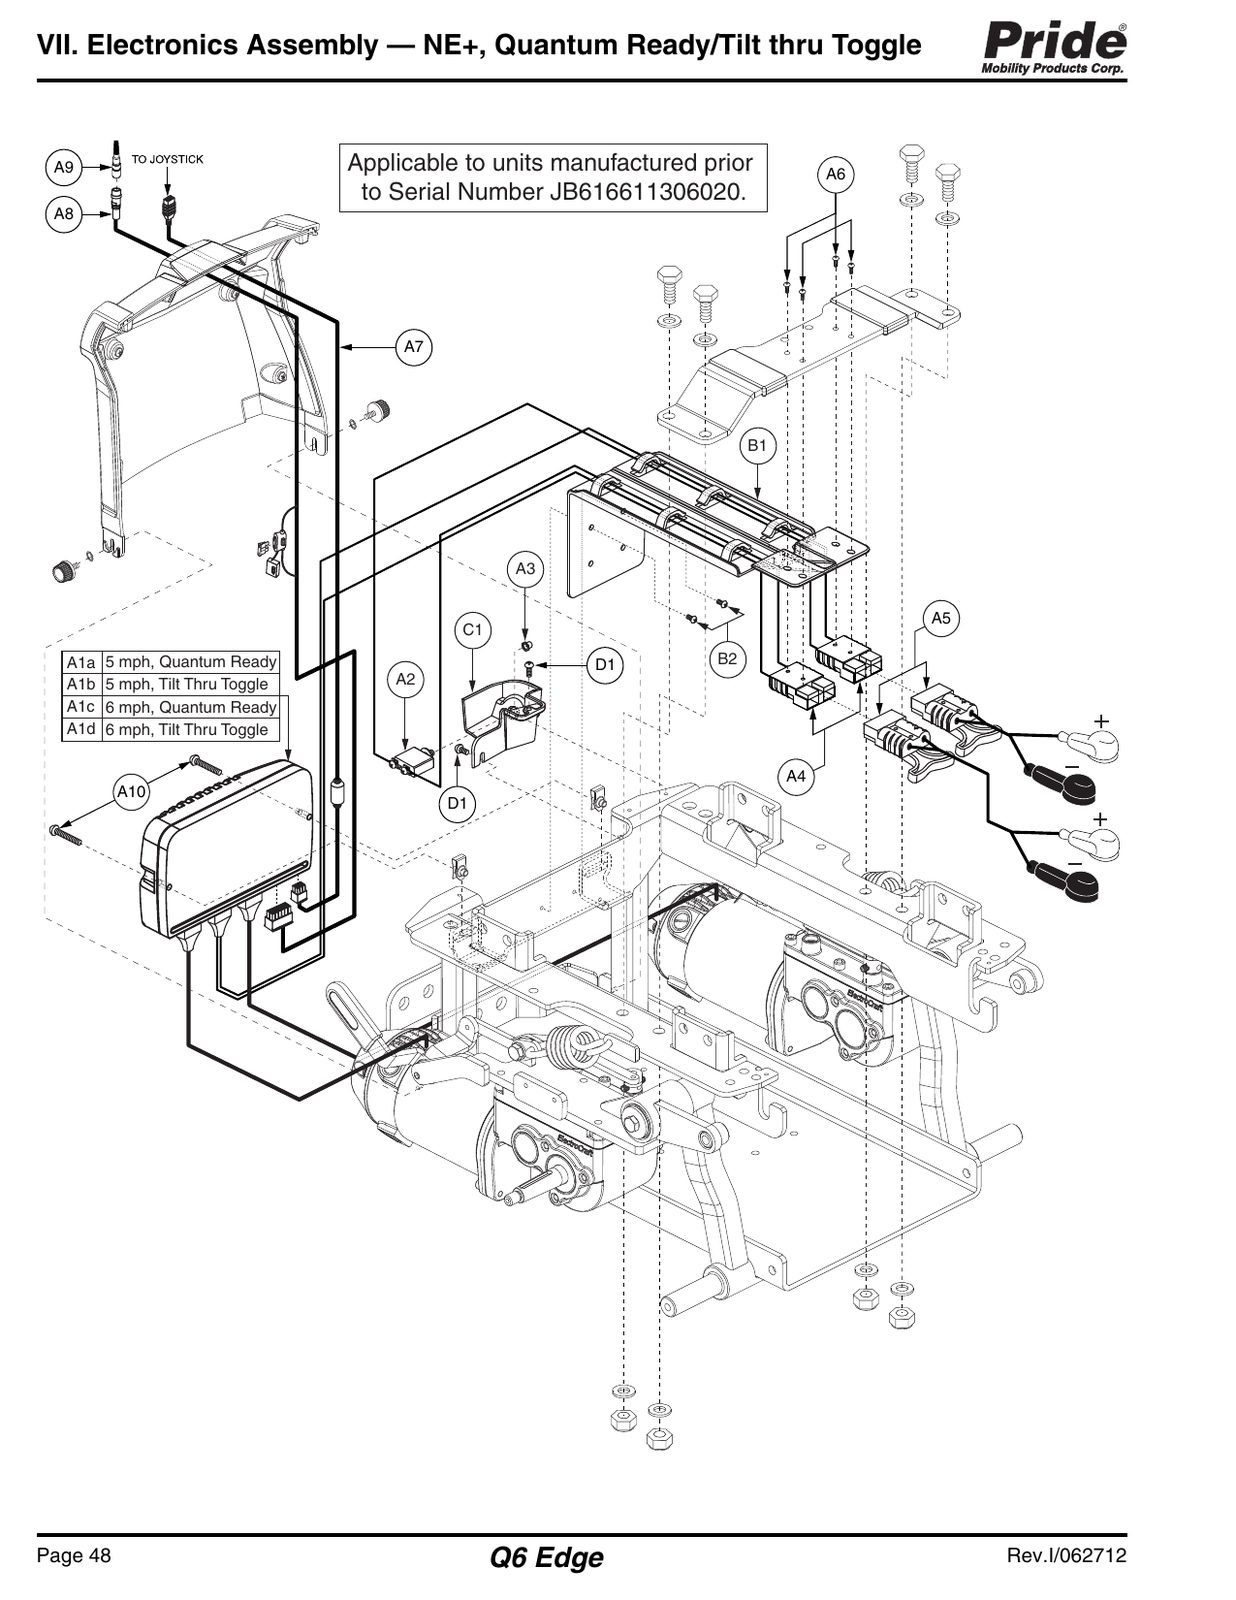 VII. Electronics Assembly — NE+, Quantum Ready/Tilt thru Toggle
Pride®
Mobility Products Corp.
Applicable to units manufactured prior
to Serial Number JB616611306020.
A9
TO JOYSTICK
A8
A6
A7
B1
A3
C1
A5
D1
B2
A2
A1a 5 mph, Quantum Ready
A1b 5 mph, Tilt Thru Toggle
A1c 6 mph, Quantum Ready
A1d 6 mph, Tilt Thru Toggle
+
−
A4
A10
D1
+
−
ElectroCraft
ElectroCraft
Page 48
Q6 Edge
Rev.I/062712